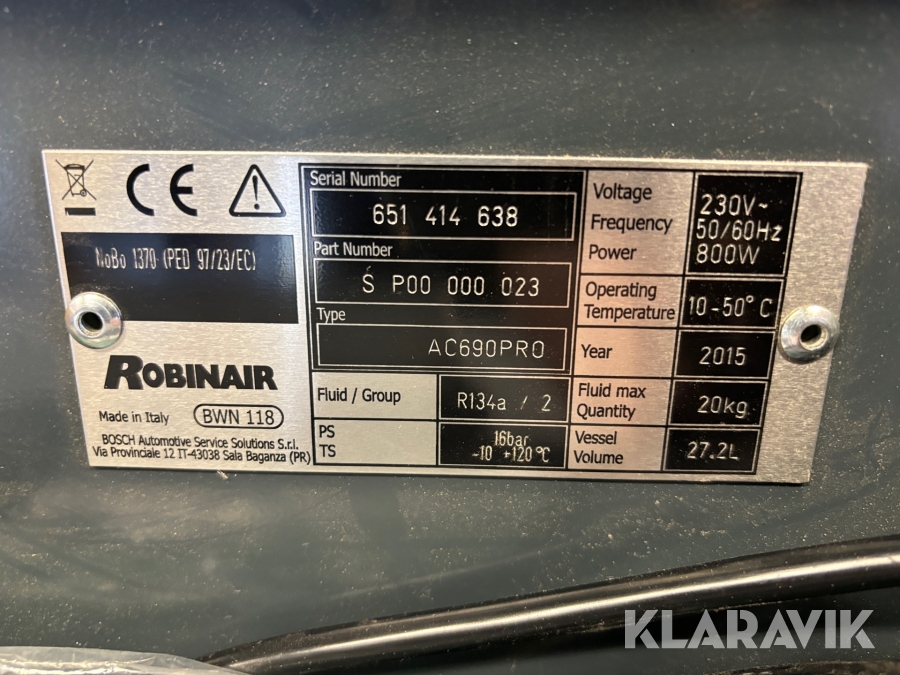 CE
NoBo 1370 (PED 97/23/EC)
ROBINAIR
Made in Italy BWN 118
BOSCH Automotive Service Solutions S.r.l.
Via Provinciale 12 IT-43038 Sala Baganza (PR)
Serial Number
651 414 638
Part Number
S P00 000 023
Type
AC690PRO
Fluid / Group R134a / 2
PS 16bar
TS -10 +120°C
Voltage 230V~
Frequency 50/60Hz
Power 800W
Operating
Temperature 10-50°C
Year 2015
Fluid max
Quantity 20kg
Vessel
Volume 27.2L
KLARAVIK